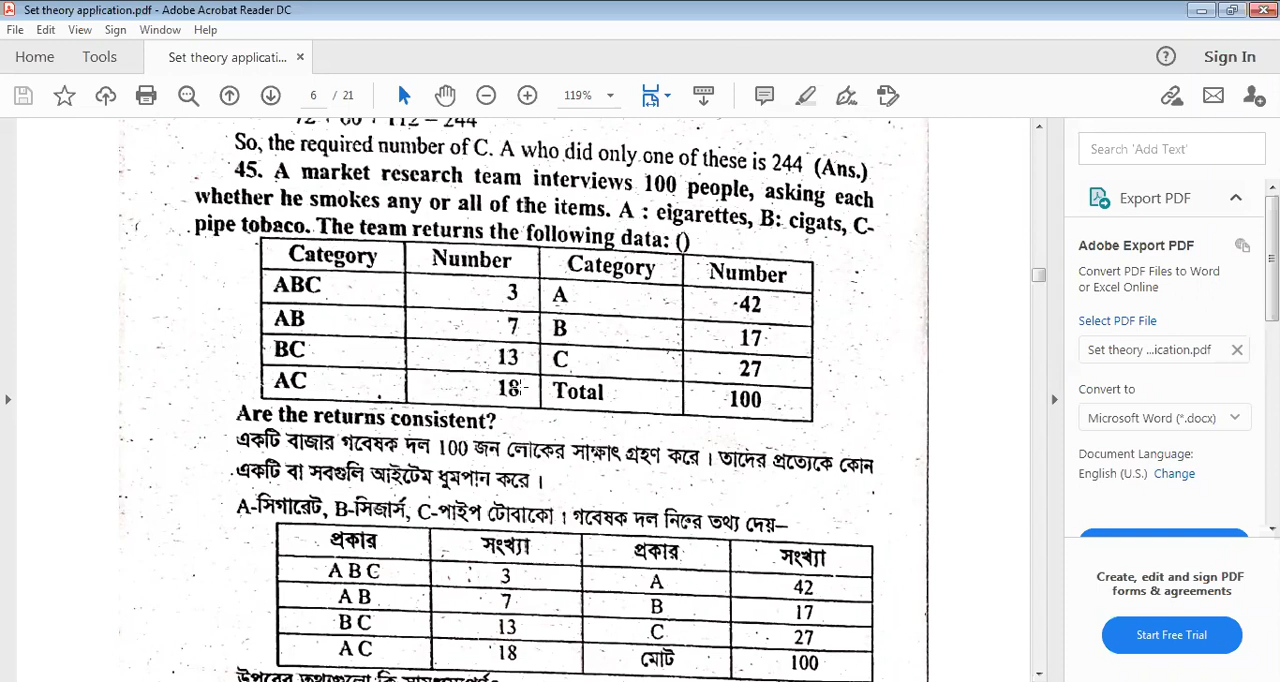 Set theory application.pdf - Adobe Acrobat Reader DC
File Edit View Sign Window Help
Home Tools Set theory applicati... × Sign In
6 / 21 119%
72 + 60 + 112 = 244
So, the required number of C. A who did only one of these is 244 (Ans.)
45. A market research team interviews 100 people, asking each
whether he smokes any or all of the items. A : eigarettes, B: cigats, C-
pipe tobaco. The team returns the following data: ()
Category Number Category Number
ABC 3 A 42
AB 7 B 17
BC 13 C 27
AC 18 Total 100
Are the returns consistent?
একটি বাজার গবেষক দল 100 জন লোকের সাক্ষাৎ গ্রহণ করে। তাদের প্রত্যেকে কোন
একটি বা সবগুলি আইটেম ধুমপান করে।
A-সিগারেট, B-সিজার্স, C-পাইপ টোবাকো। গবেষক দল নিম্নের তথ্য দেয়–
প্রকার সংখ্যা প্রকার সংখ্যা
A B C 3 A 42
A B 7 B 17
B C 13 C 27
A C 18 মোট 100
Search 'Add Text'
Export PDF
Adobe Export PDF
Convert PDF Files to Word
or Excel Online
Select PDF File
Set theory ...ication.pdf ×
Convert to
Microsoft Word (*.docx)
Document Language:
English (U.S.) Change
Create, edit and sign PDF
forms & agreements
Start Free Trial